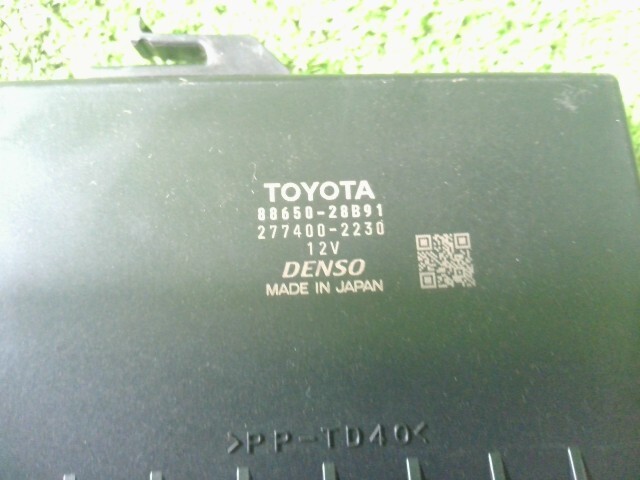 TOYOTA
88650-28B91
277400-2230
12V
DENSO
MADE IN JAPAN
>PP-TD40<